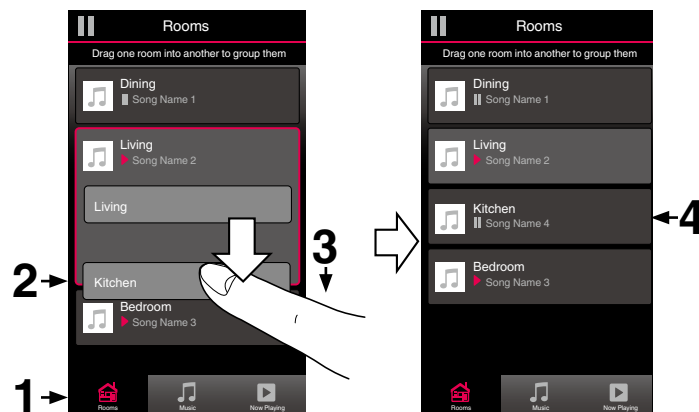 Rooms
Drag one room into another to group them
Dining
Song Name 1
Living
Song Name 2
Living
Kitchen
Bedroom
Song Name 3
Rooms
Music
Now Playing
1
2
3
Rooms
Drag one room into another to group them
Dining
Song Name 1
Living
Song Name 2
Kitchen
Song Name 4
Bedroom
Song Name 3
Rooms
Music
Now Playing
4